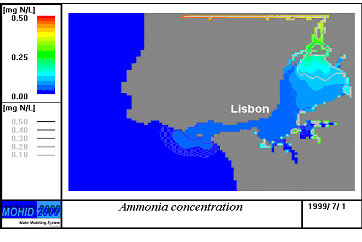 [mg N/L]
0.50
0.25
0.00
[mg N/L]
0.50
0.40
0.30
0.20
0.10
Lisbon
MOHID 2000
Water Modelling System
Ammonia concentration
1999/ 7/ 1